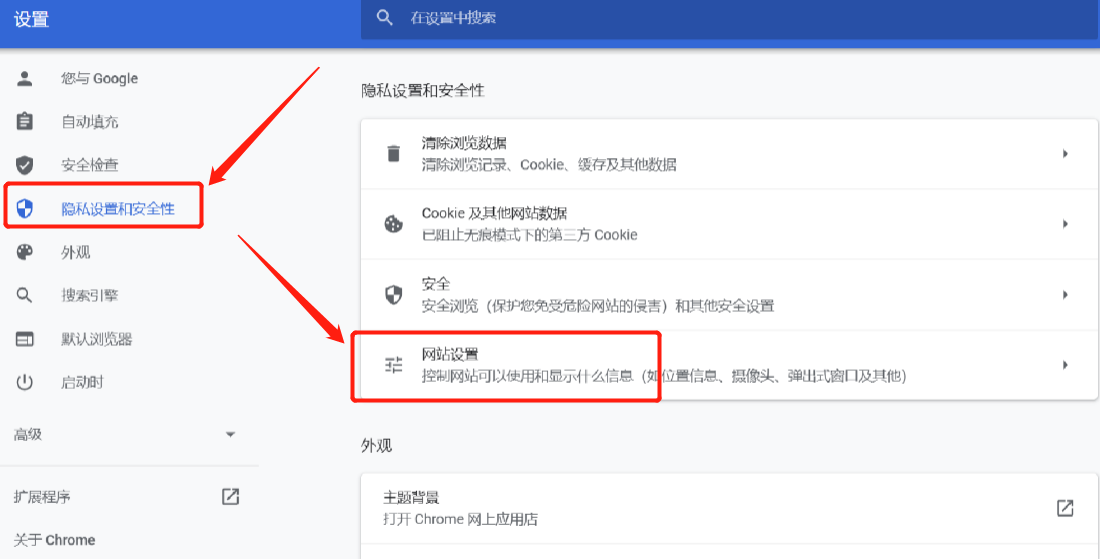 设置
在设置中搜索
您与 Google
自动填充
安全检查
隐私设置和安全性
外观
搜索引擎
默认浏览器
启动时
高级
扩展程序
关于 Chrome
隐私设置和安全性
清除浏览数据
清除浏览记录、Cookie、缓存及其他数据
Cookie 及其他网站数据
已阻止无痕模式下的第三方 Cookie
安全
安全浏览（保护您免受危险网站的侵害）和其他安全设置
网站设置
控制网站可以使用和显示什么信息（如位置信息、摄像头、弹出式窗口及其他）
外观
主题背景
打开 Chrome 网上应用店